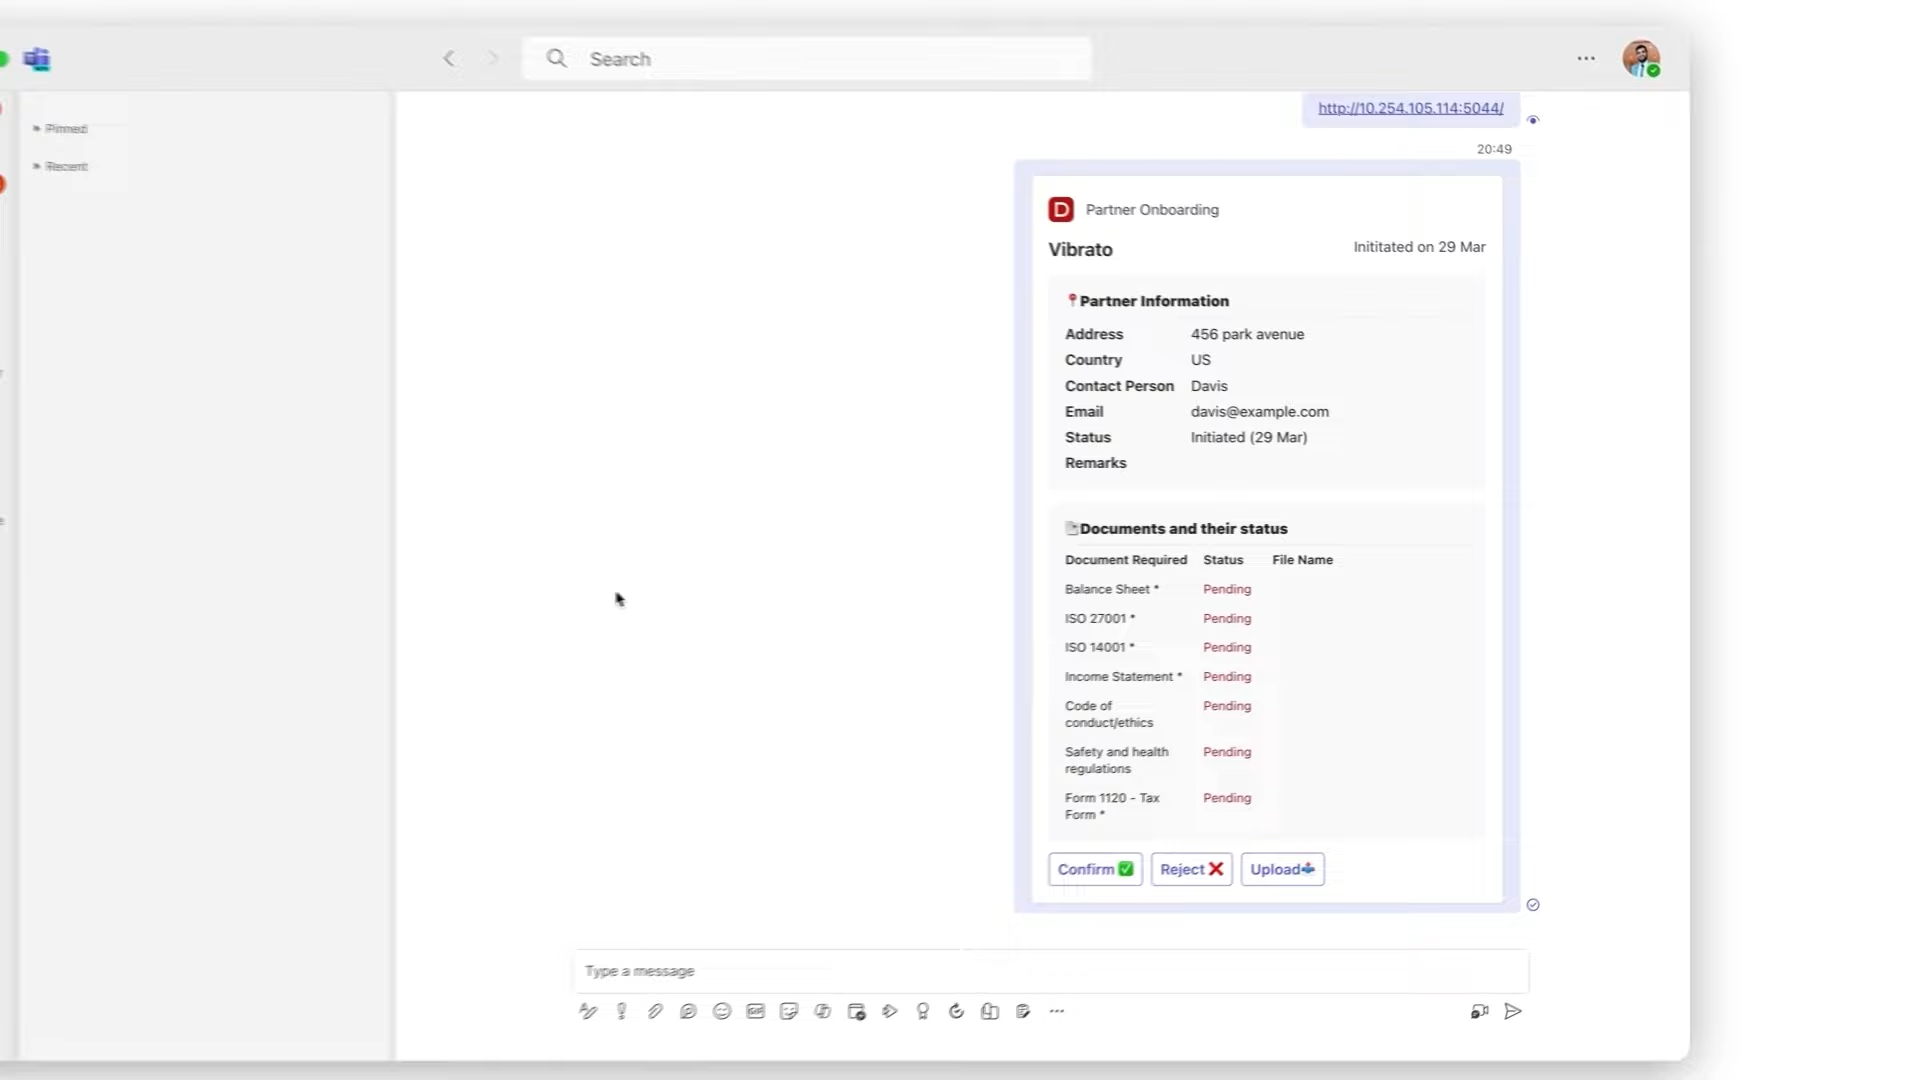 Search
Pinned
Recent
http://10.254.105.114:5044/
20:49
D Partner Onboarding
Vibrato
Inititated on 29 Mar
Partner Information
Address 456 park avenue
Country US
Contact Person Davis
Email davis@example.com
Status Initiated (29 Mar)
Remarks
Documents and their status
Document Required Status File Name
Balance Sheet * Pending
ISO 27001 * Pending
ISO 14001 * Pending
Income Statement * Pending
Code of Pending
conduct/ethics
Safety and health Pending
regulations
Form 1120 - Tax Pending
Form *
Confirm Reject Upload
Type a message
GIF